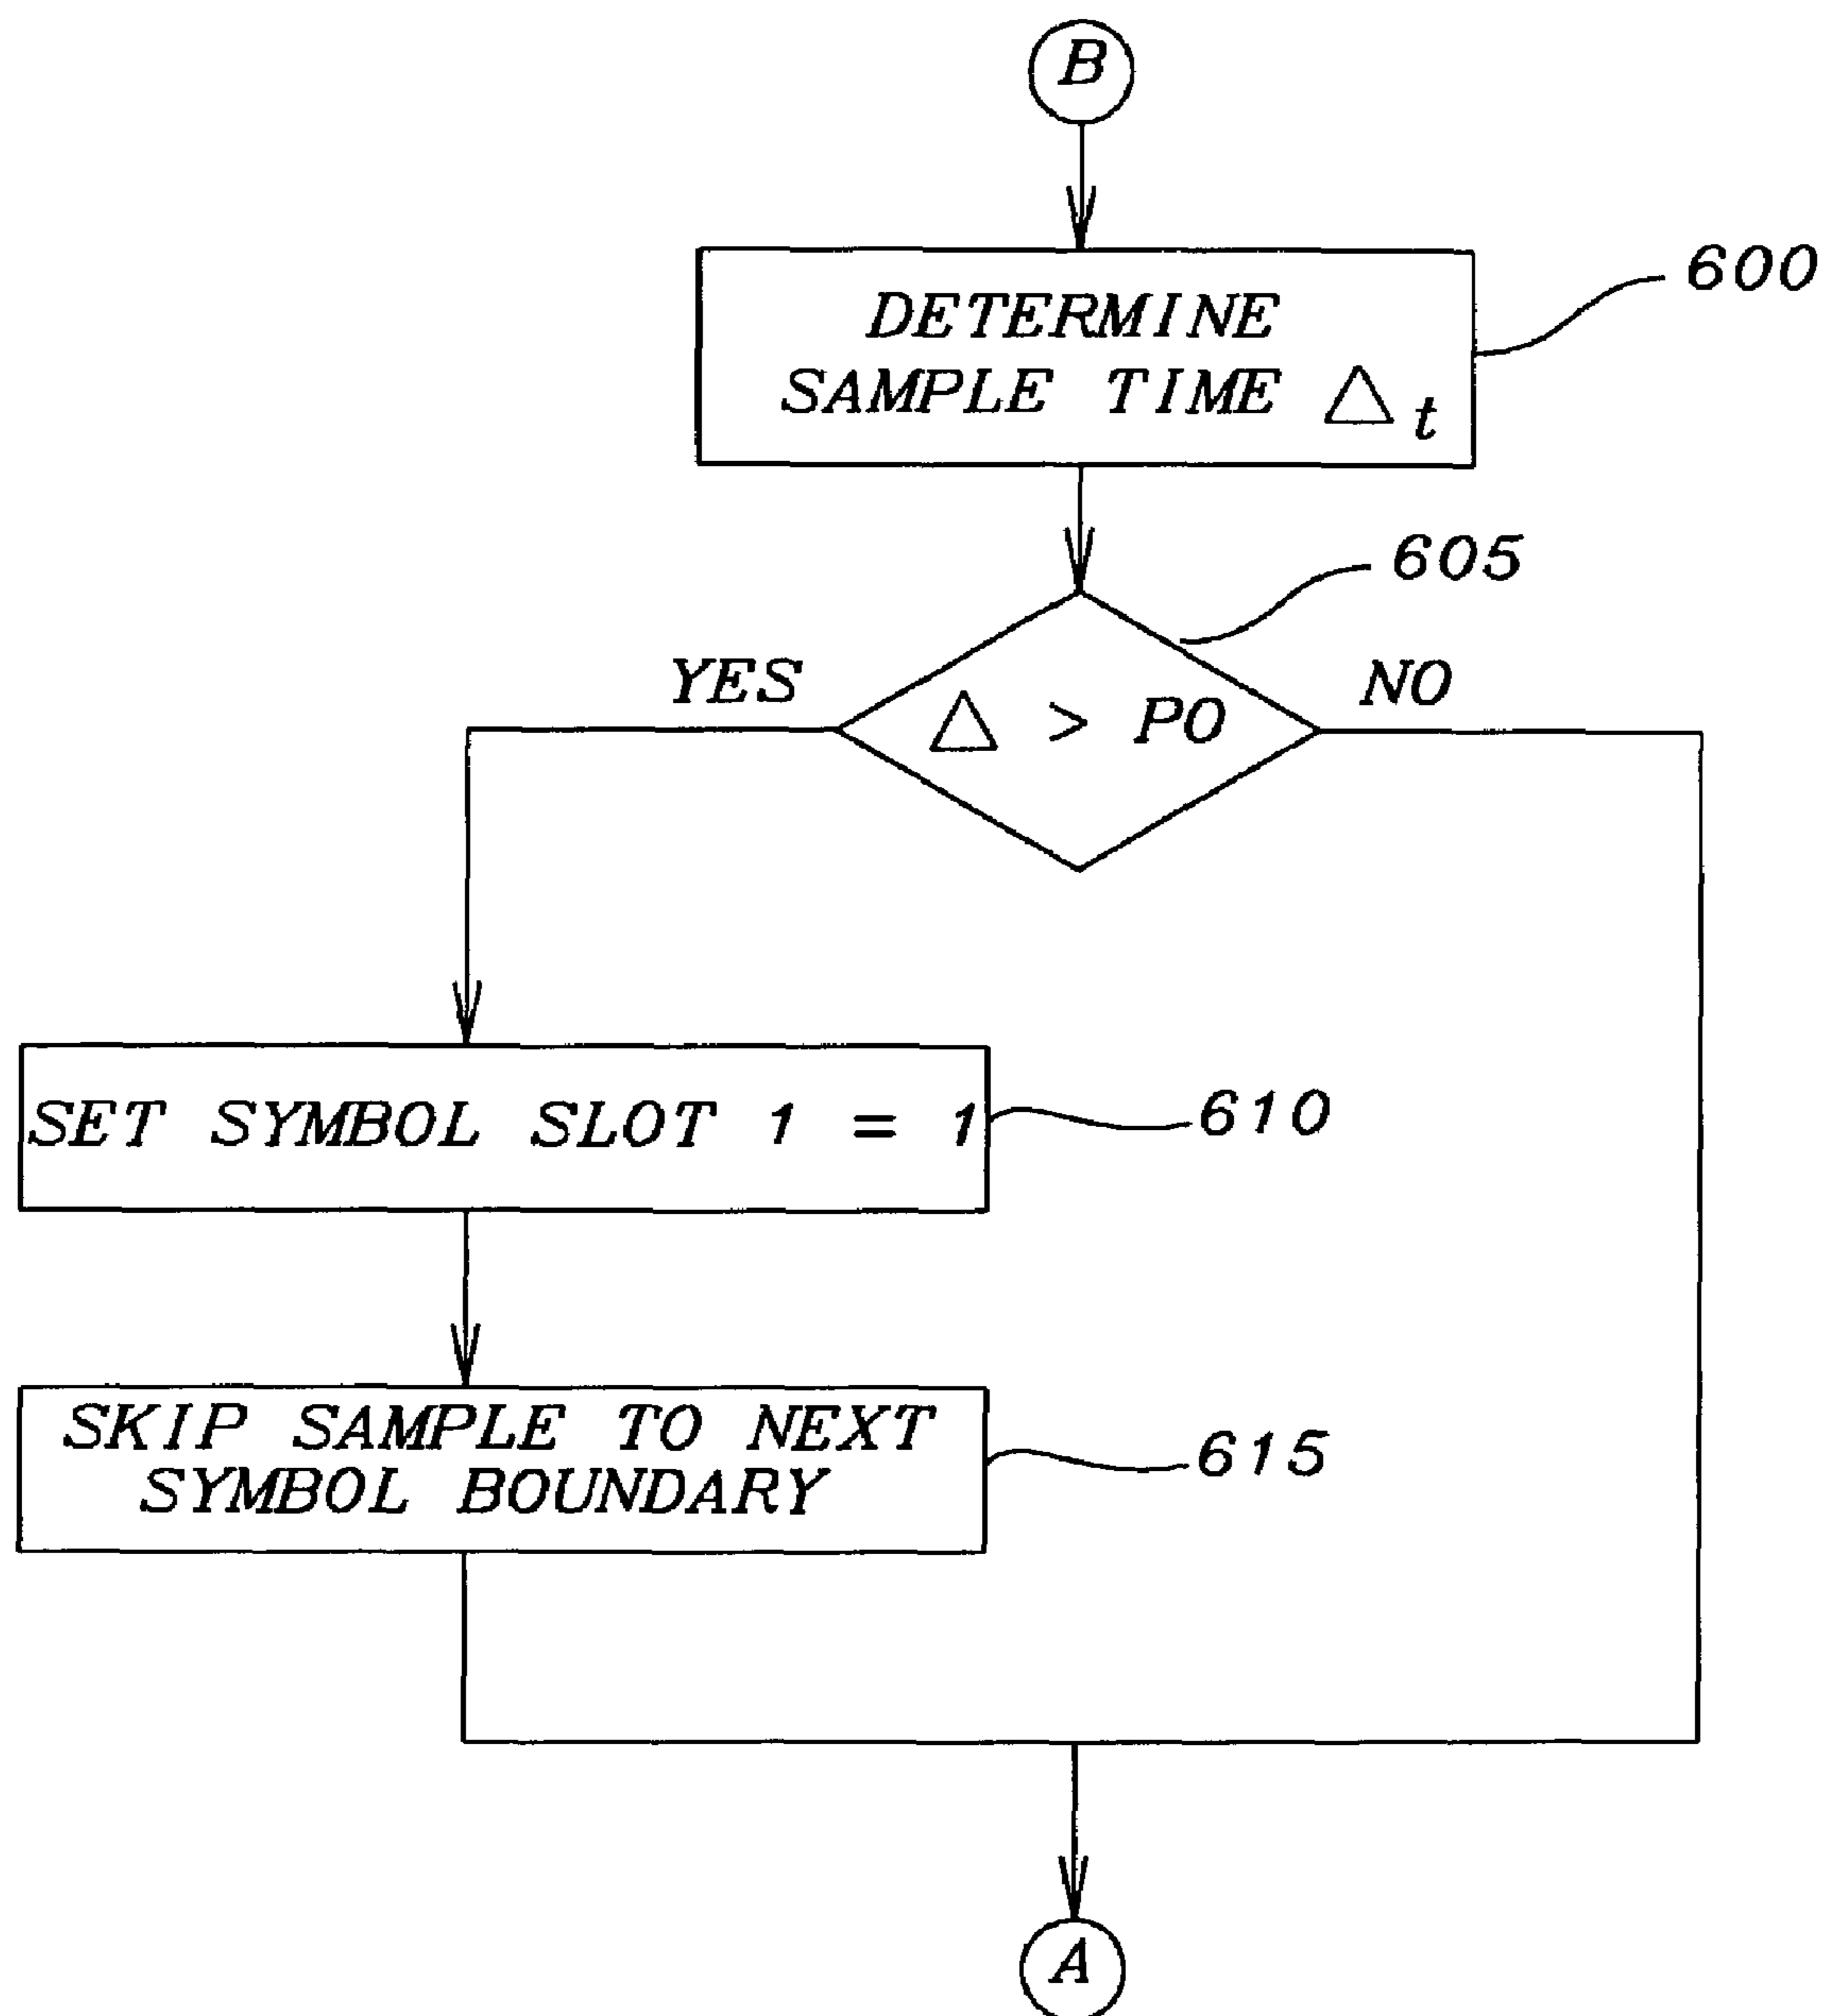 B
DETERMINE
SAMPLE TIME △ t
600
605
YES
△ > PO
NO
SET SYMBOL SLOT 1 = 1
610
SKIP SAMPLE TO NEXT
SYMBOL BOUNDARY
615
A